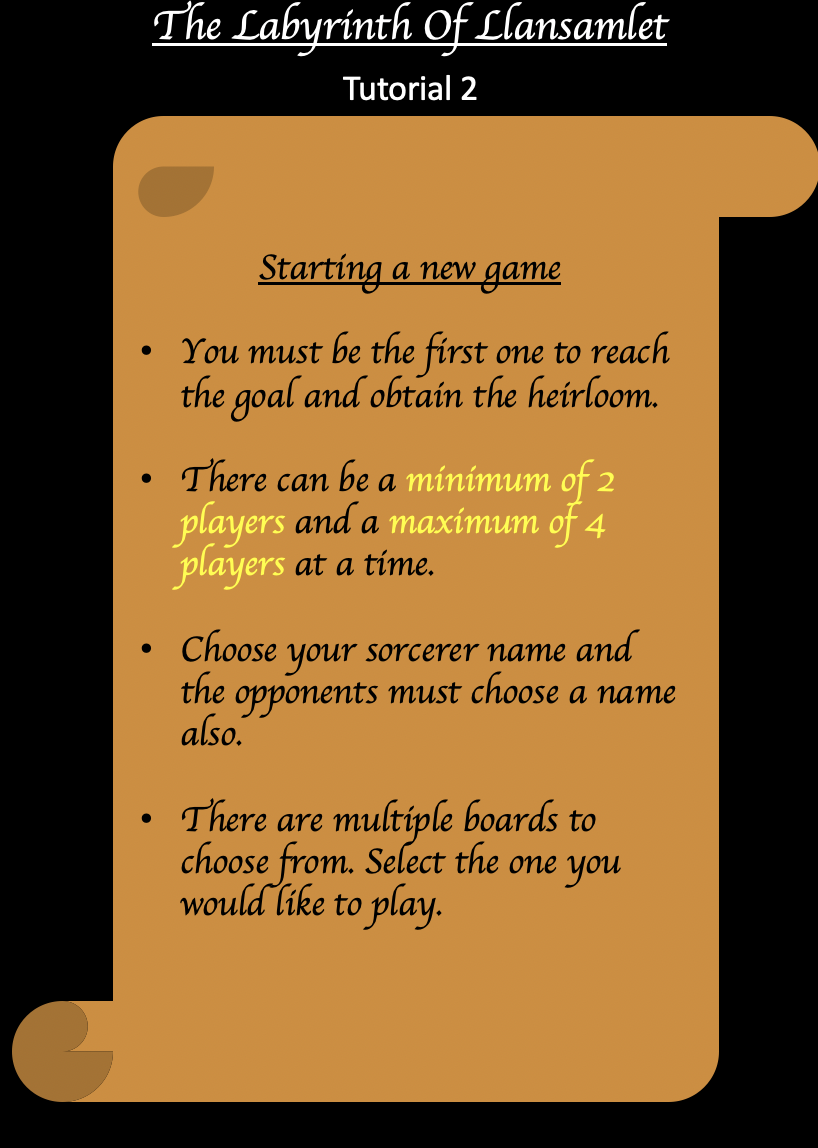 The Labyrinth Of Llansamlet
Tutorial 2
Starting a new game
• You must be the first one to reach
the goal and obtain the heirloom.
• There can be a minimum of 2
players and a maximum of 4
players at a time.
• Choose your sorcerer name and
the opponents must choose a name
also.
• There are multiple boards to
choose from. Select the one you
would like to play.